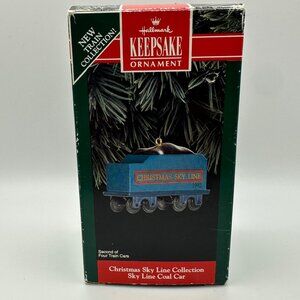 NEW
TRAIN
COLLECTION!
Hallmark
KEEPSAKE
ORNAMENT
CHRISTMAS SKY LINE
Second of
Four Train Cars
Christmas Sky Line Collection
Sky Line Coal Car